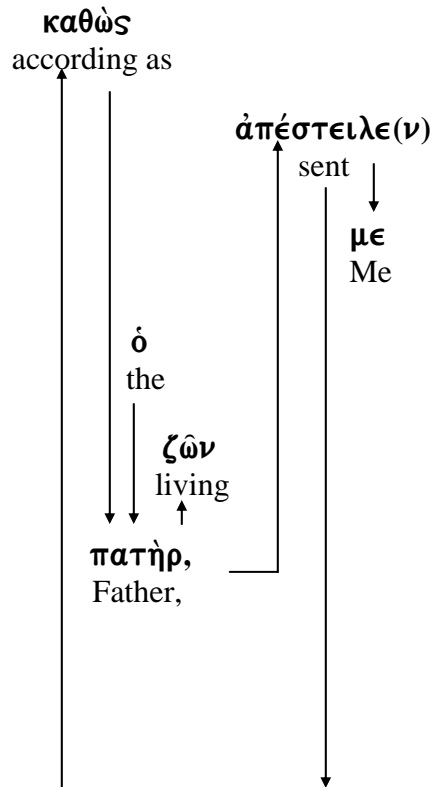 καθὼς
according as
ἀπέστειλε(ν)
sent
με
Me
ὁ
the
ζῶν
living
πατὴρ,
Father,